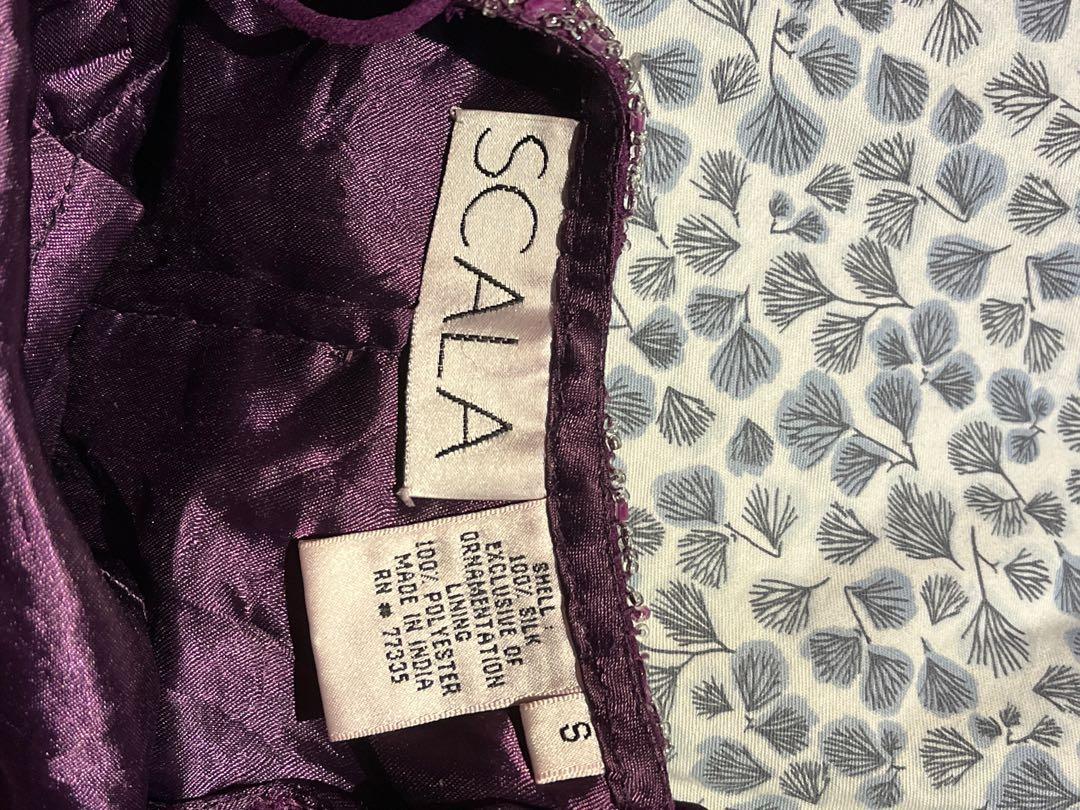 SCALA
SHELL:
100% SILK
EXCLUSIVE OF
ORNAMENTATION
LINING
100% POLYESTER
MADE IN INDIA
RN # 77335
S